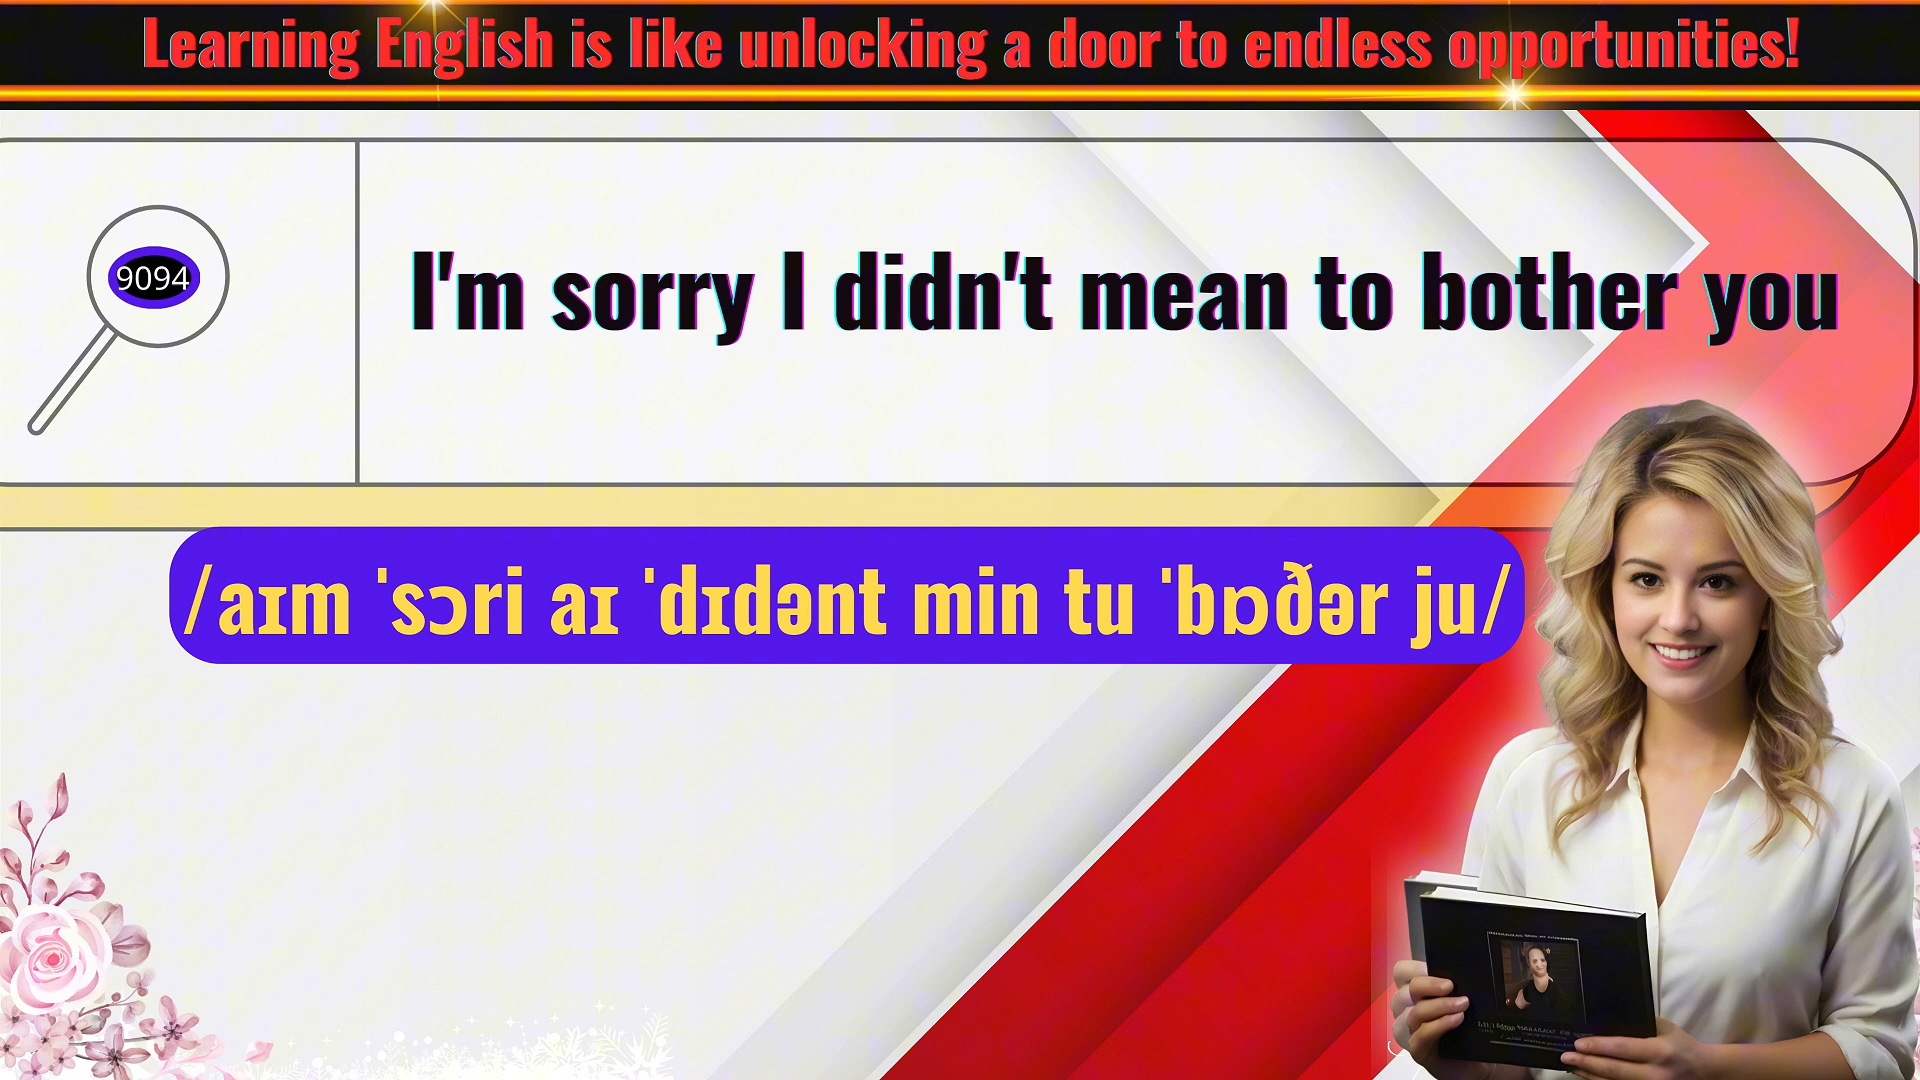 Learning English is like unlocking a door to endless opportunities!
9094
I'm sorry I didn't mean to bother you
/aɪm ˈsɔri aɪ ˈdɪdənt min tu ˈbɒðər ju/